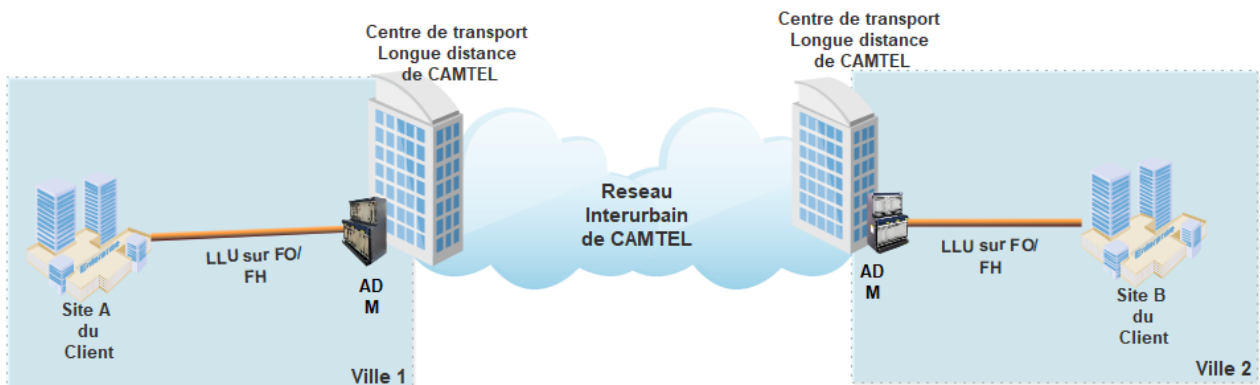 Centre de transport
Longue distance
de CAMTEL
Centre de transport
Longue distance
de CAMTEL
Reseau
Interurbain
de CAMTEL
Enterprise
LLU sur FO/
FH
AD
M
Site A
du
Client
Ville 1
Enterprise
LLU sur FO/
FH
AD
M
Site B
du
Client
Ville 2